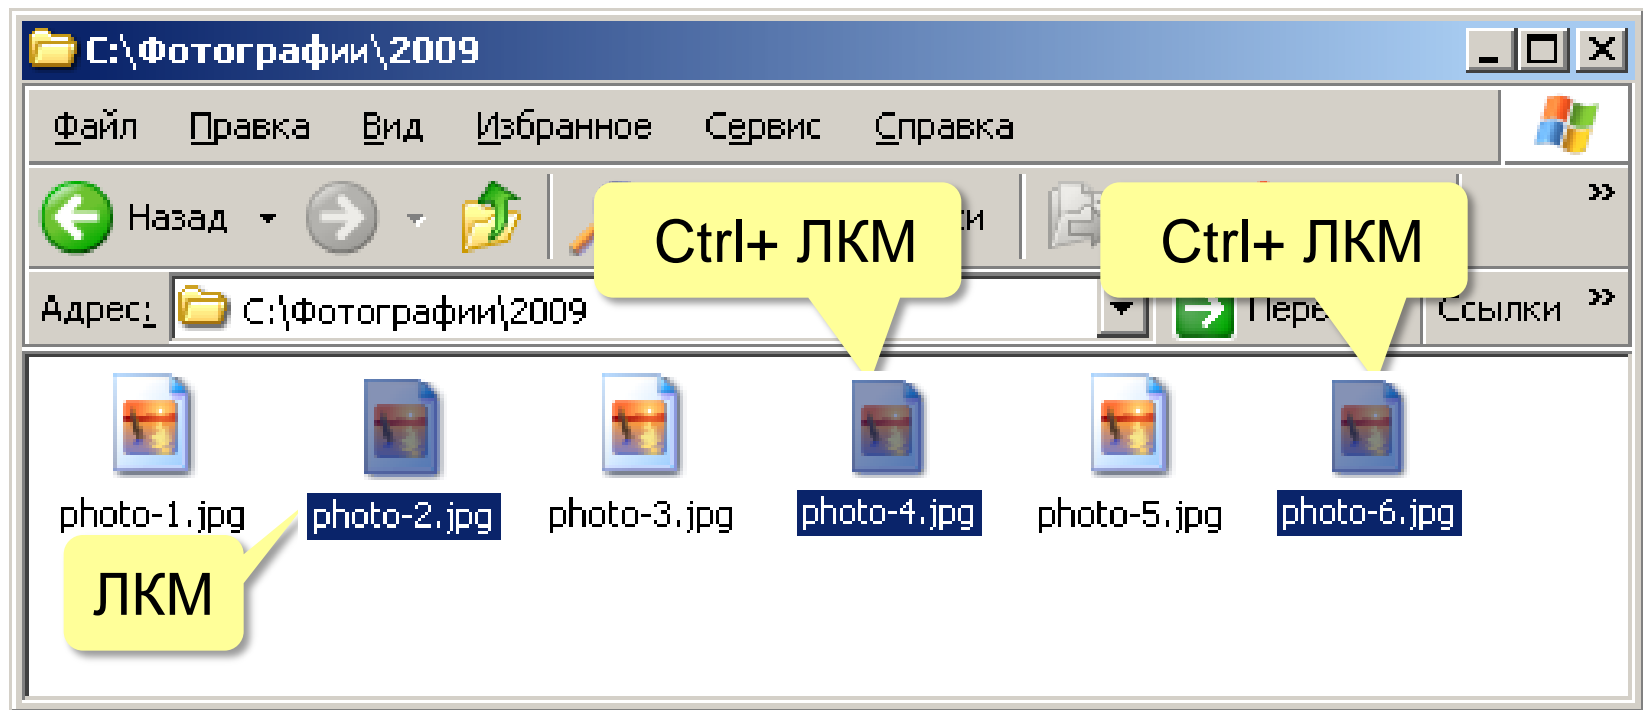 C:\Фотографии\2009
Файл Правка Вид Избранное Сервис Справка
Назад Ctrl+ ЛКМ Ctrl+ ЛКМ »
Адрес: C:\Фотографии\2009 Ссылки »
photo-1.jpg photo-2.jpg photo-3.jpg photo-4.jpg photo-5.jpg photo-6.jpg
ЛКМ